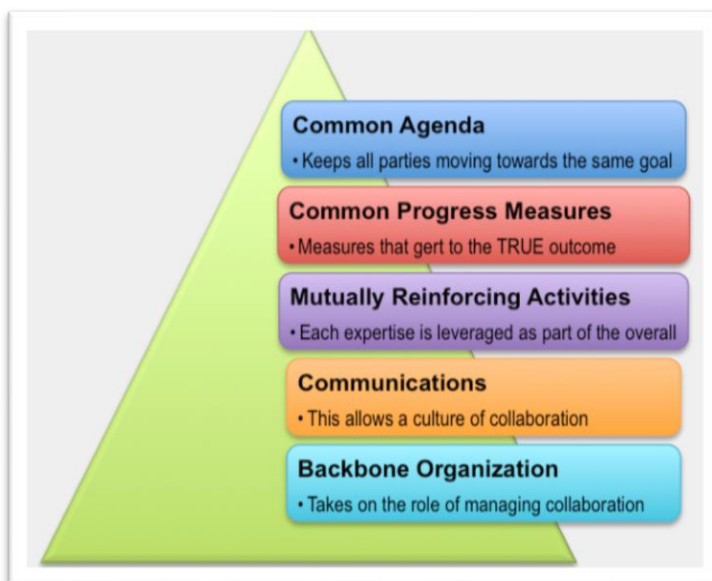 Common Agenda
• Keeps all parties moving towards the same goal
Common Progress Measures
• Measures that gert to the TRUE outcome
Mutually Reinforcing Activities
• Each expertise is leveraged as part of the overall
Communications
• This allows a culture of collaboration
Backbone Organization
• Takes on the role of managing collaboration